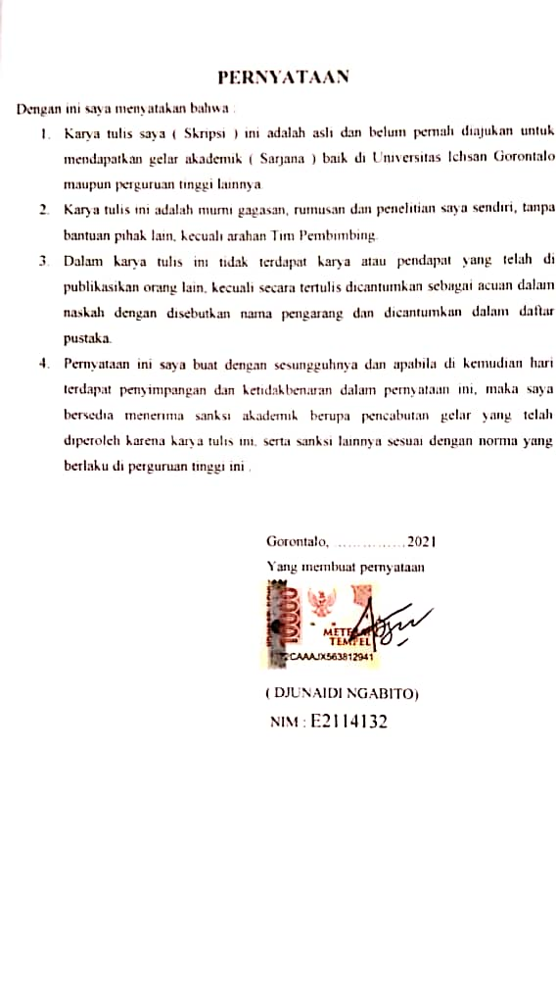 PERNYATAAN
Dengan ini saya menyatakan bahwa :
1. Karya tulis saya ( Skripsi ) ini adalah asli dan belum pernah diajukan untuk
mendapatkan gelar akademik ( Sarjana ) baik di Universitas Ichsan Gorontalo
maupun perguruan tinggi lainnya.
2. Karya tulis ini adalah murni gagasan, rumusan dan penelitian saya sendiri, tanpa
bantuan pihak lain, kecuali arahan Tim Pembimbing.
3. Dalam karya tulis ini tidak terdapat karya atau pendapat yang telah di
publikasikan orang lain, kecuali secara tertulis dicantumkan sebagai acuan dalam
naskah dengan disebutkan nama pengarang dan dicantumkan dalam daftar
pustaka.
4. Pernyataan ini saya buat dengan sesungguhnya dan apabila di kemudian hari
terdapat penyimpangan dan ketidakbenaran dalam pernyataan ini, maka saya
bersedia menerima sanksi akademik berupa pencabutan gelar yang telah
diperoleh karena karya tulis ini, serta sanksi lainnya sesuai dengan norma yang
berlaku di perguruan tinggi ini .
Gorontalo, ...............2021
Yang membuat pernyataan
10000
TEMPEL
72CAAAJX563812941
( DJUNAIDI NGABITO)
NIM : E2114132